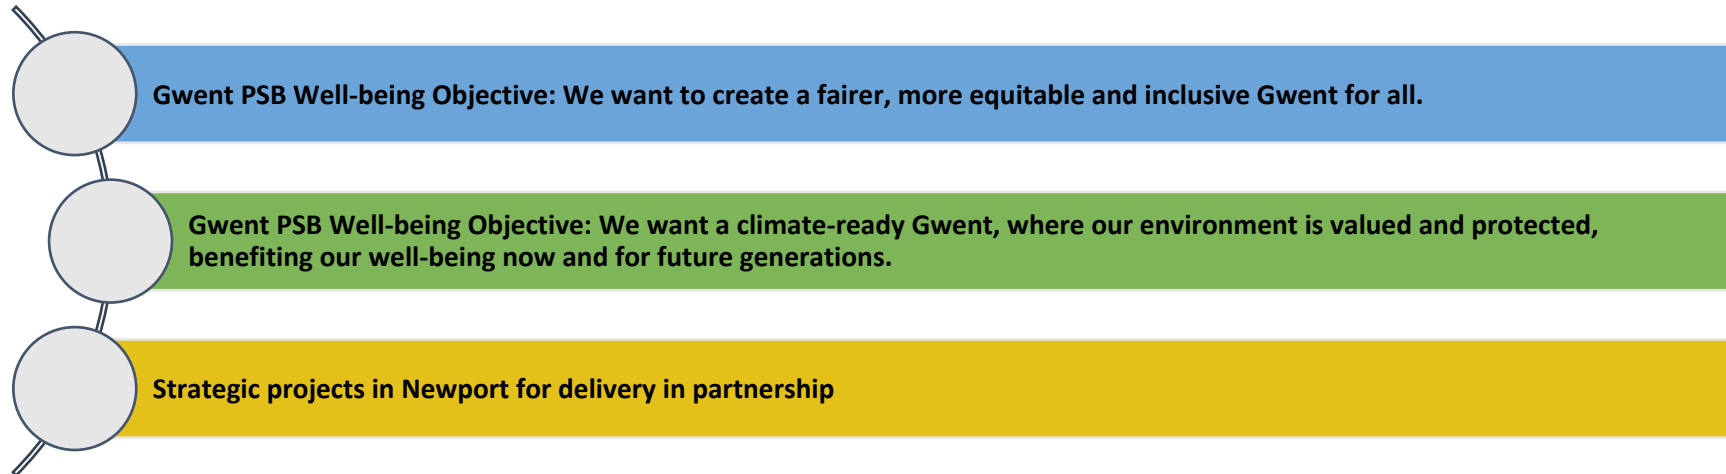 Gwent PSB Well-being Objective: We want to create a fairer, more equitable and inclusive Gwent for all.
Gwent PSB Well-being Objective: We want a climate-ready Gwent, where our environment is valued and protected,
benefiting our well-being now and for future generations.
Strategic projects in Newport for delivery in partnership